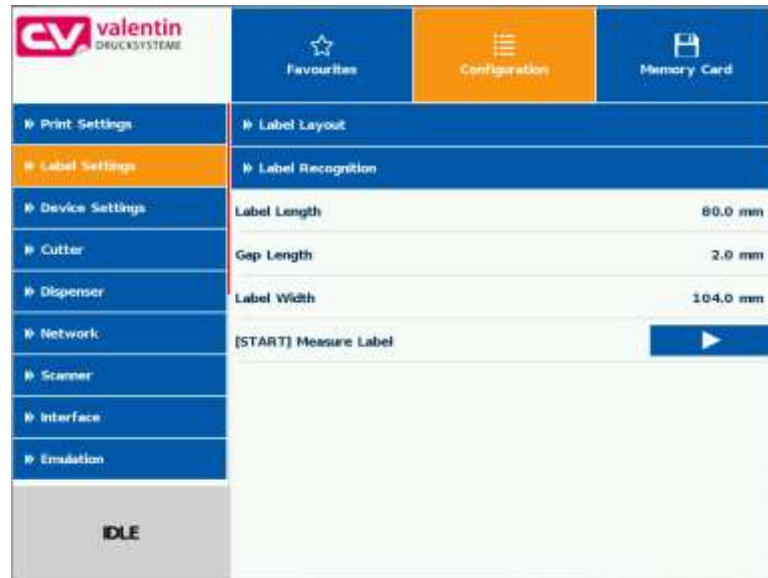 CV valentin
DRUCKSYSTEME
Favourites
Configuration
Memory Card
» Print Settings
» Label Settings
» Device Settings
» Cutter
» Dispenser
» Network
» Scanner
» Interface
» Emulation
IDLE
» Label Layout
» Label Recognition
Label Length 80.0 mm
Gap Length 2.0 mm
Label Width 104.0 mm
[START] Measure Label